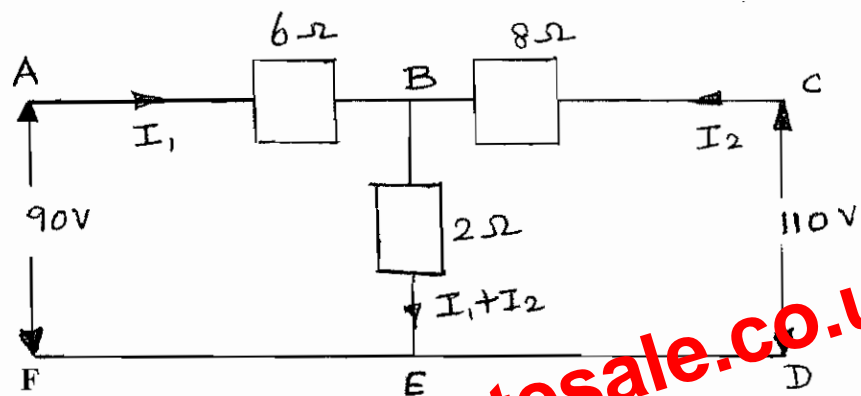 6Ω 8Ω
A B C
I₁ I₂
90V 2Ω 110V
I₁+I₂
F E D
tesale.co.u